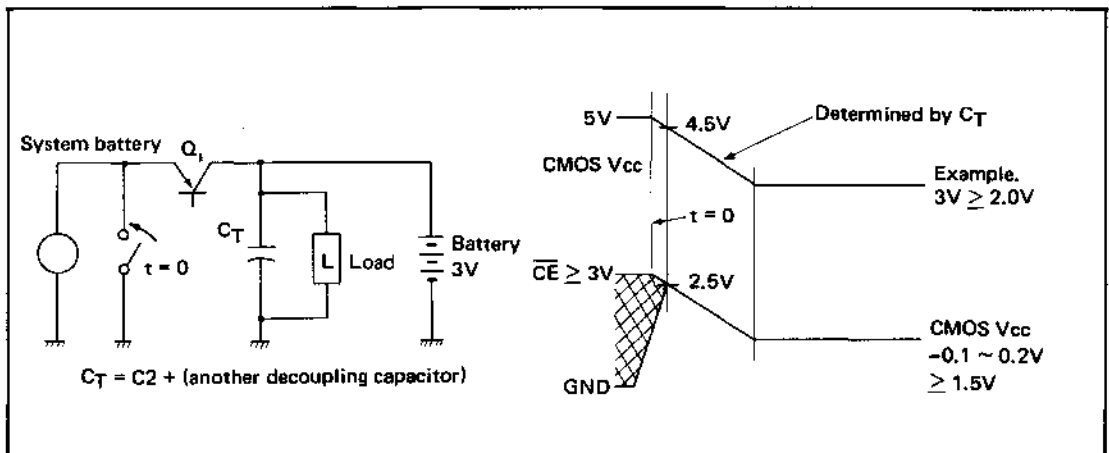 System battery
Q1
t = 0
CT
L
Load
Battery
3V
CT = C2 + (another decoupling capacitor)
5V
4.5V
Determined by CT
CMOS Vcc
Example.
3V ≥ 2.0V
t = 0
CE ≥ 3V
2.5V
CMOS Vcc
-0.1 ~ 0.2V
≥ 1.5V
GND